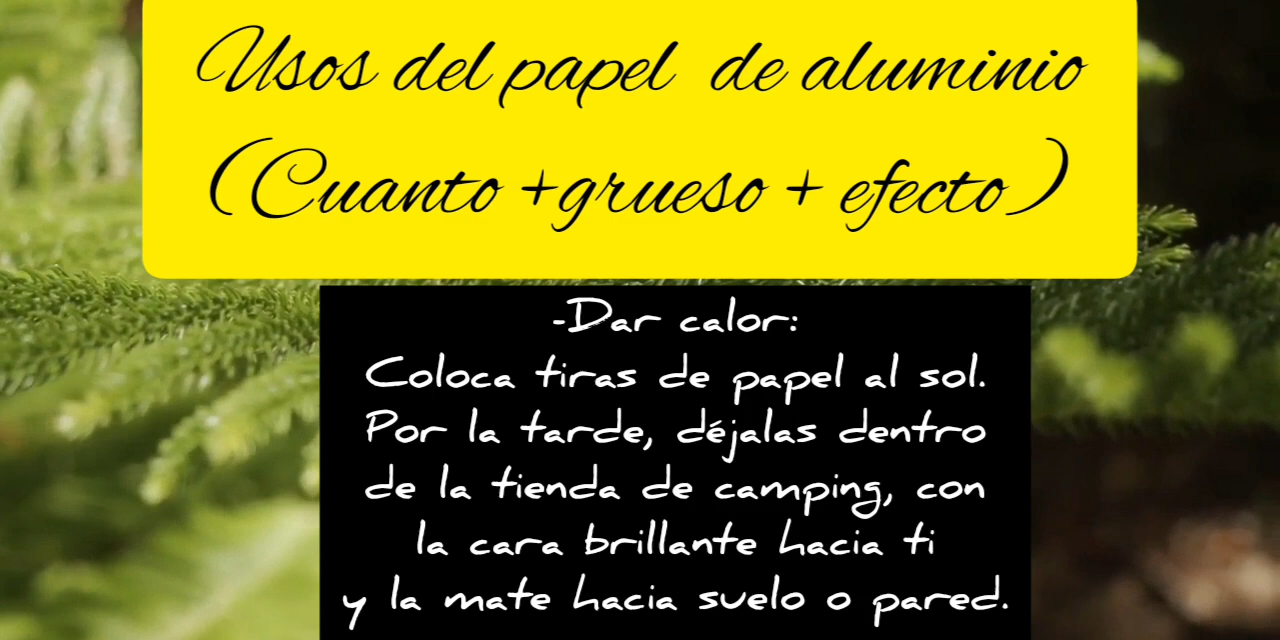 Usos del papel de aluminio
(Cuanto +grueso + efecto)
-Dar calor:
Coloca tiras de papel al sol.
Por la tarde, déjalas dentro
de la tienda de camping, con
la cara brillante hacia ti
y la mate hacia suelo o pared.